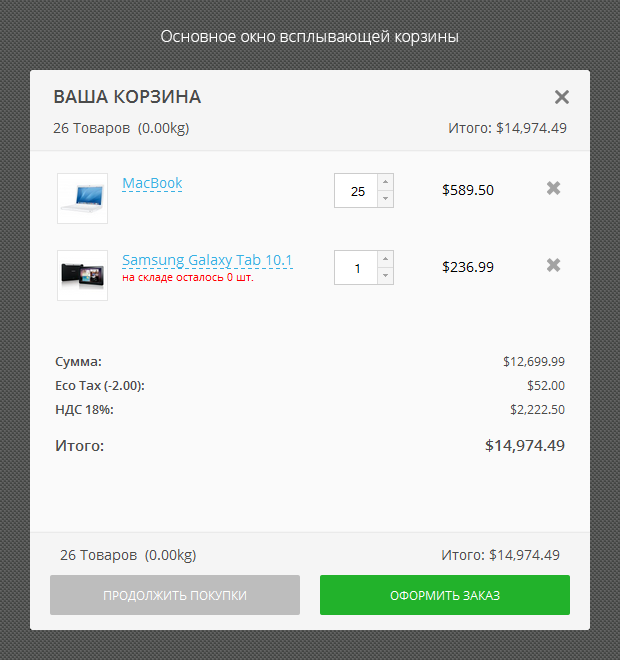 Основное окно всплывающей корзины
ВАША КОРЗИНА
26 Товаров (0.00kg) Итого: $14,974.49
MacBook 25 $589.50
Samsung Galaxy Tab 10.1 1 $236.99
на складе осталось 0 шт.
Сумма: $12,699.99
Eco Tax (-2.00): $52.00
НДС 18%: $2,222.50
Итого: $14,974.49
26 Товаров (0.00kg) Итого: $14,974.49
ПРОДОЛЖИТЬ ПОКУПКИ ОФОРМИТЬ ЗАКАЗ